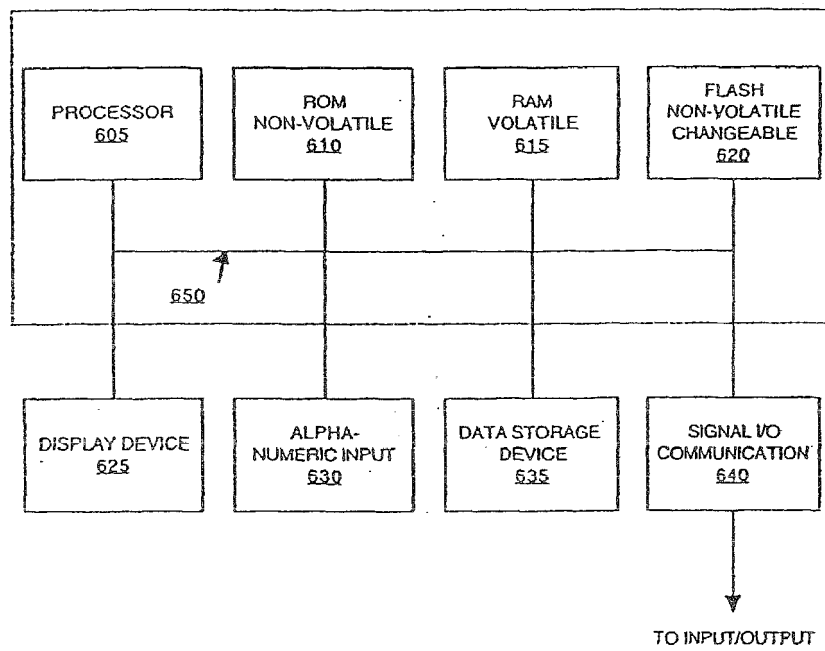 PROCESSOR
605
ROM
NON-VOLATILE
610
RAM
VOLATILE
615
FLASH
NON-VOLATILE
CHANGEABLE
620
650
DISPLAY DEVICE
625
ALPHA-
NUMERIC INPUT
630
DATA STORAGE
DEVICE
635
SIGNAL I/O
COMMUNICATION
640
TO INPUT/OUTPUT